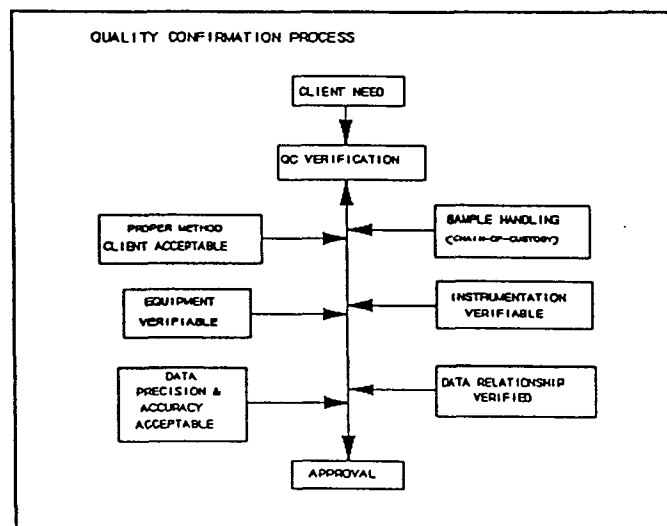 QUALITY CONFIRMATION PROCESS
CLIENT NEED
QC VERIFICATION
PROPER METHOD
CLIENT ACCEPTABLE
SAMPLE HANDLING
(CHAIN-OF-CUSTODY)
EQUIPMENT
VERIFIABLE
INSTRUMENTATION
VERIFIABLE
DATA
PRECISION &
ACCURACY
ACCEPTABLE
DATA RELATIONSHIP
VERIFIED
APPROVAL